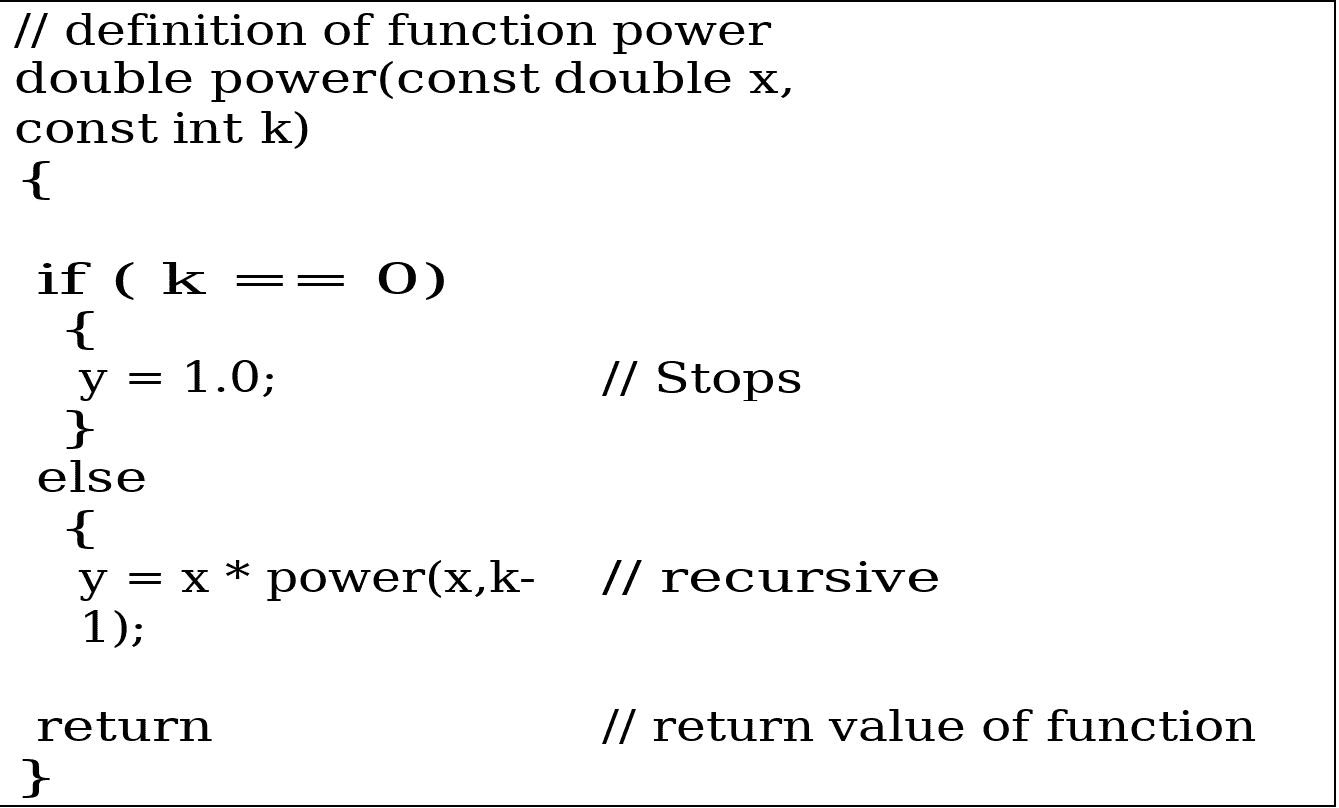 // definition of function power
double power(const double x,
const int k)
{
if ( k == 0)
{
y = 1.0; // Stops
}
else
{
y = x * power(x,k- // recursive
1);
return // return value of function
}